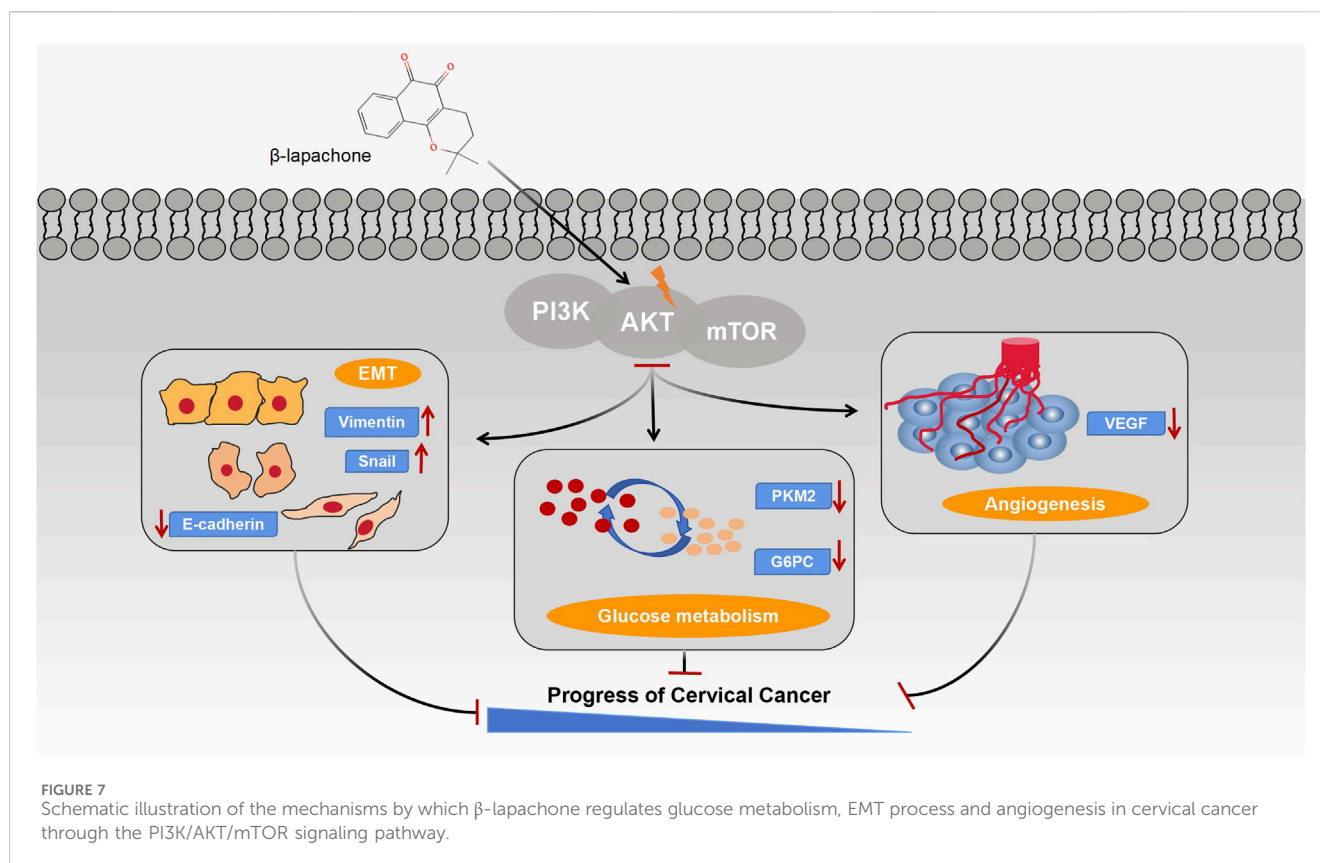 O
O
O
β-lapachone
PI3K
AKT
mTOR
EMT
Vimentin
Snail
E-cadherin
PKM2
G6PC
Glucose metabolism
VEGF
Angiogenesis
Progress of Cervical Cancer
FIGURE 7
Schematic illustration of the mechanisms by which β-lapachone regulates glucose metabolism, EMT process and angiogenesis in cervical cancer
through the PI3K/AKT/mTOR signaling pathway.